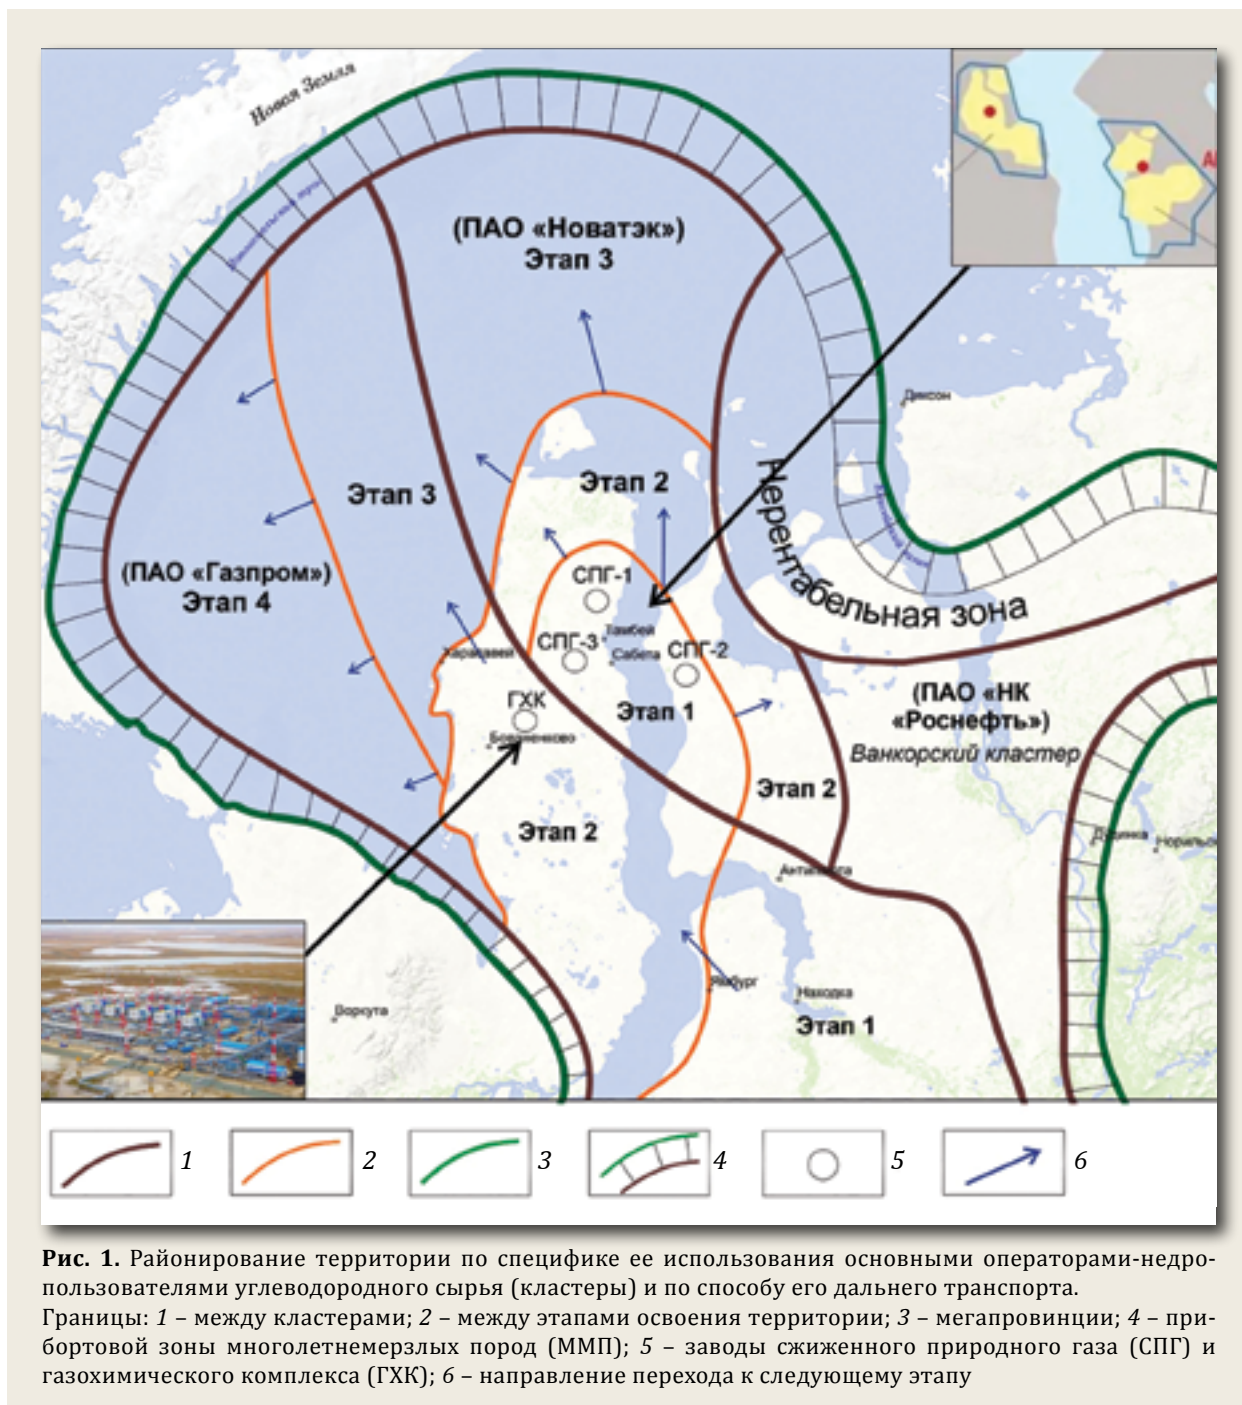 Новая Земля
(ПАО «Новатэк»)
Этап 3
Диксон
Этап 3
Этап 2
Нерентабельная зона
(ПАО «Газпром»)
Этап 4
СПГ-1
Тамбей
СПГ-3
Сабета
СПГ-2
Харасавей
ГХК
Бованенково
Этап 1
(ПАО «НК
«Роснефть»)
Ванкорский кластер
Этап 2
Этап 2
Дудинка
Норильск
Антипаюта
Ямбург
Находка
Воркута
Этап 1
1 2 3 4 5 6
Рис. 1. Районирование территории по специфике ее использования основными операторами-недро-
пользователями углеводородного сырья (кластеры) и по способу его дальнего транспорта.
Границы: 1 – между кластерами; 2 – между этапами освоения территории; 3 – мегапровинции; 4 – при-
бортовой зоны многолетнемерзлых пород (ММП); 5 – заводы сжиженного природного газа (СПГ) и
газохимического комплекса (ГХК); 6 – направление перехода к следующему этапу